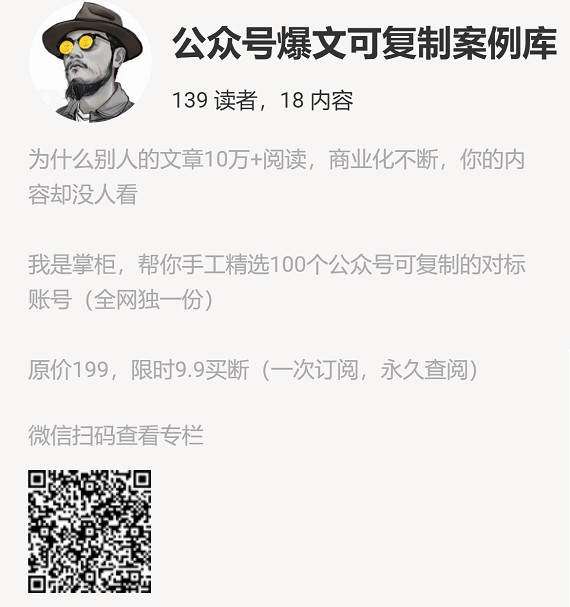 公众号爆文可复制案例库
139 读者，18 内容
为什么别人的文章10万+阅读，商业化不断，你的内
容却没人看
我是掌柜，帮你手工精选100个公众号可复制的对标
账号（全网独一份）
原价199，限时9.9买断（一次订阅，永久查阅）
微信扫码查看专栏